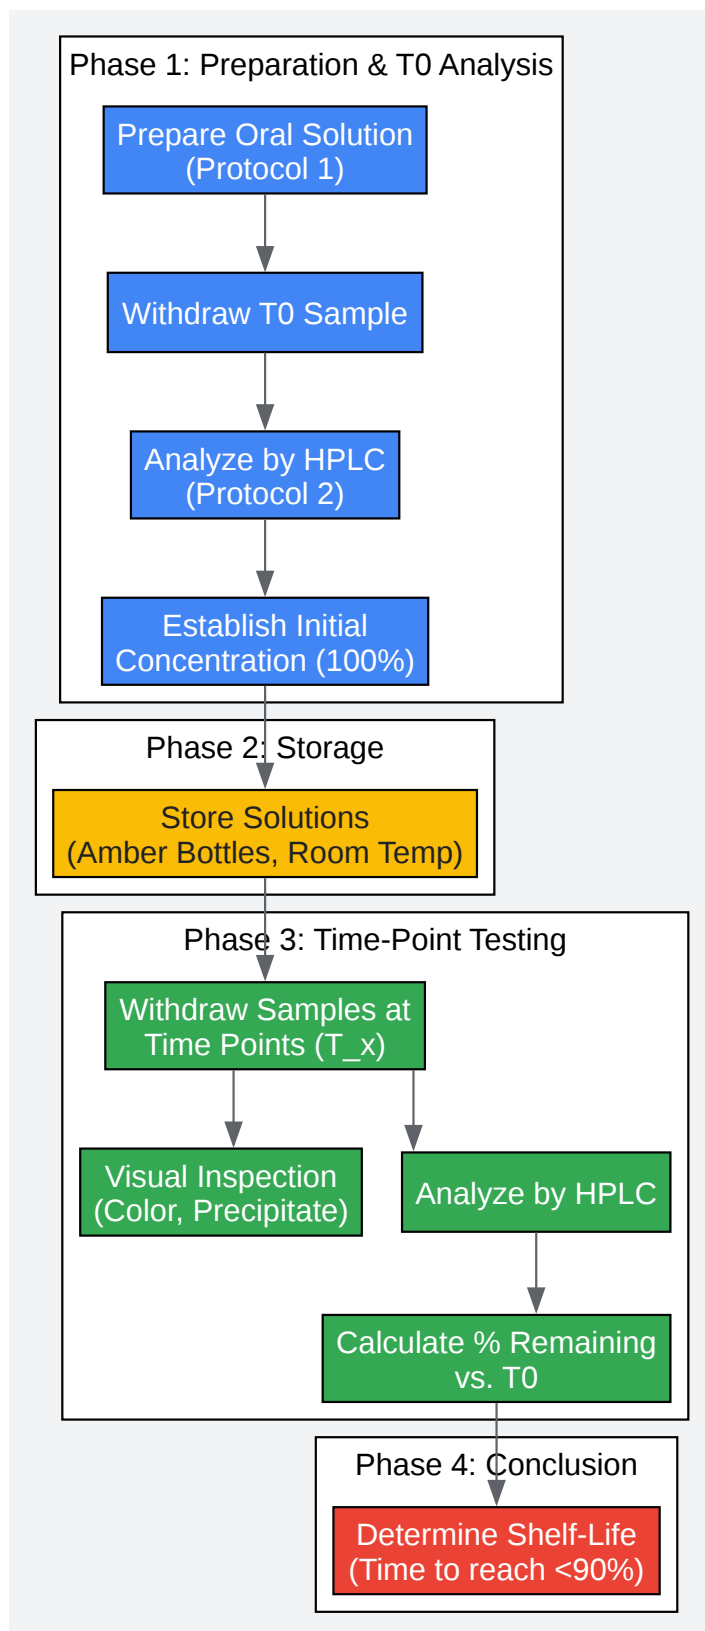 Phase 1: Preparation & T0 Analysis
Prepare Oral Solution
(Protocol 1)
Withdraw T0 Sample
Analyze by HPLC
(Protocol 2)
Establish Initial
Concentration (100%)
Phase 2: Storage
Store Solutions
(Amber Bottles, Room Temp)
Phase 3: Time-Point Testing
Withdraw Samples at
Time Points (T_x)
Visual Inspection
(Color, Precipitate)
Analyze by HPLC
Calculate % Remaining
vs. T0
Phase 4: Conclusion
Determine Shelf-Life
(Time to reach <90%)